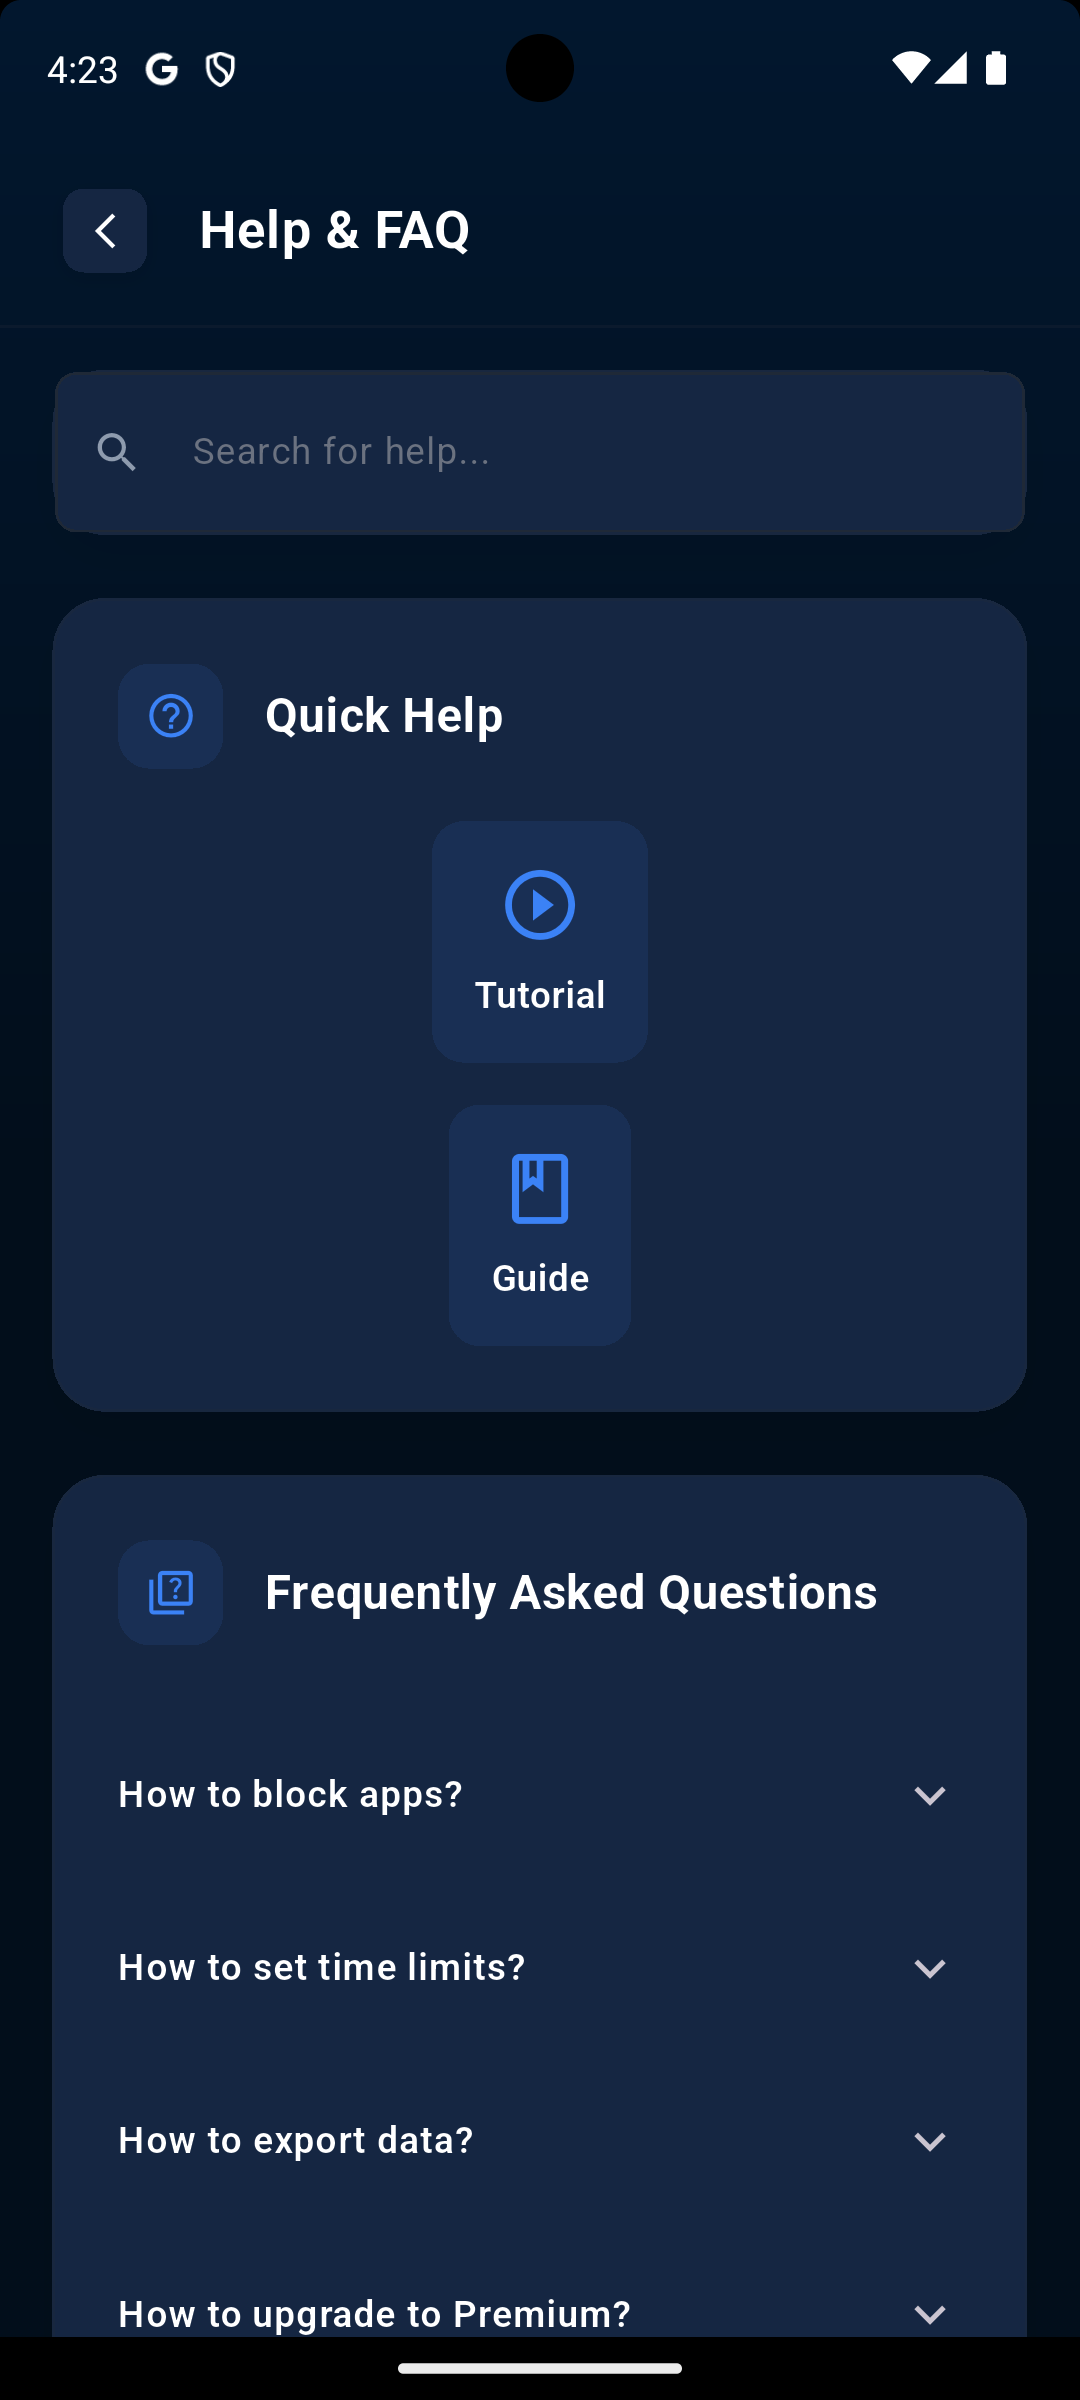 4:23
Help & FAQ
Search for help...
Quick Help
Tutorial
Guide
Frequently Asked Questions
How to block apps?
How to set time limits?
How to export data?
How to upgrade to Premium?